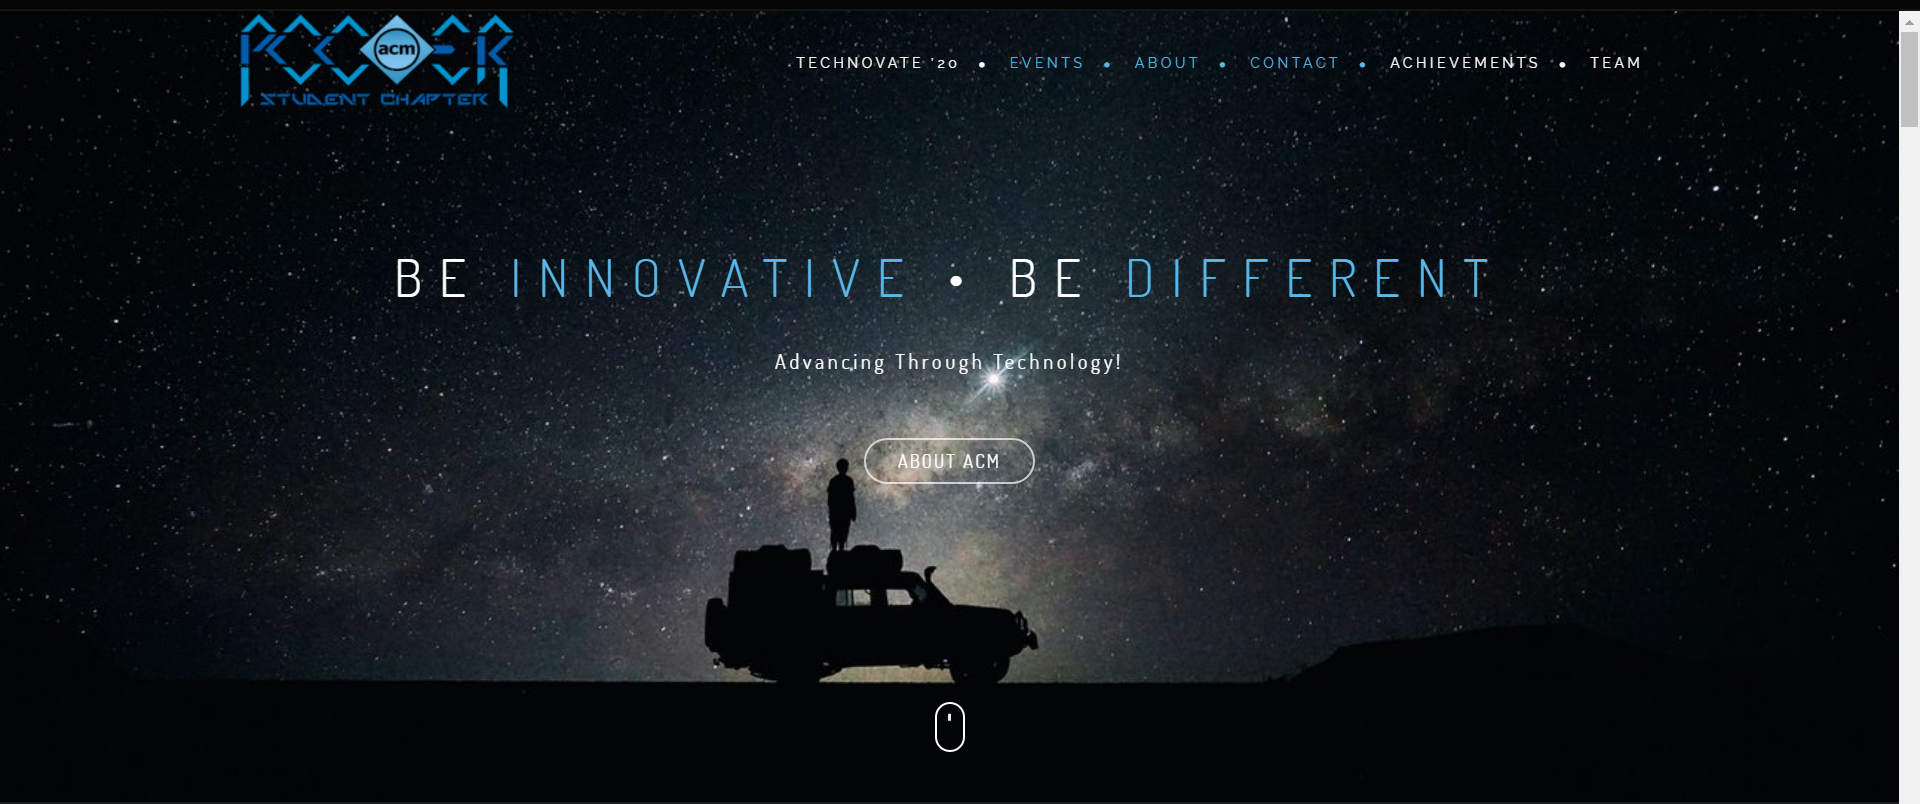 acm
STUDENT CHAPTER
TECHNOVATE '20 • EVENTS • ABOUT • CONTACT • ACHIEVEMENTS • TEAM
BE INNOVATIVE • BE DIFFERENT
Advancing Through Technology!
ABOUT ACM